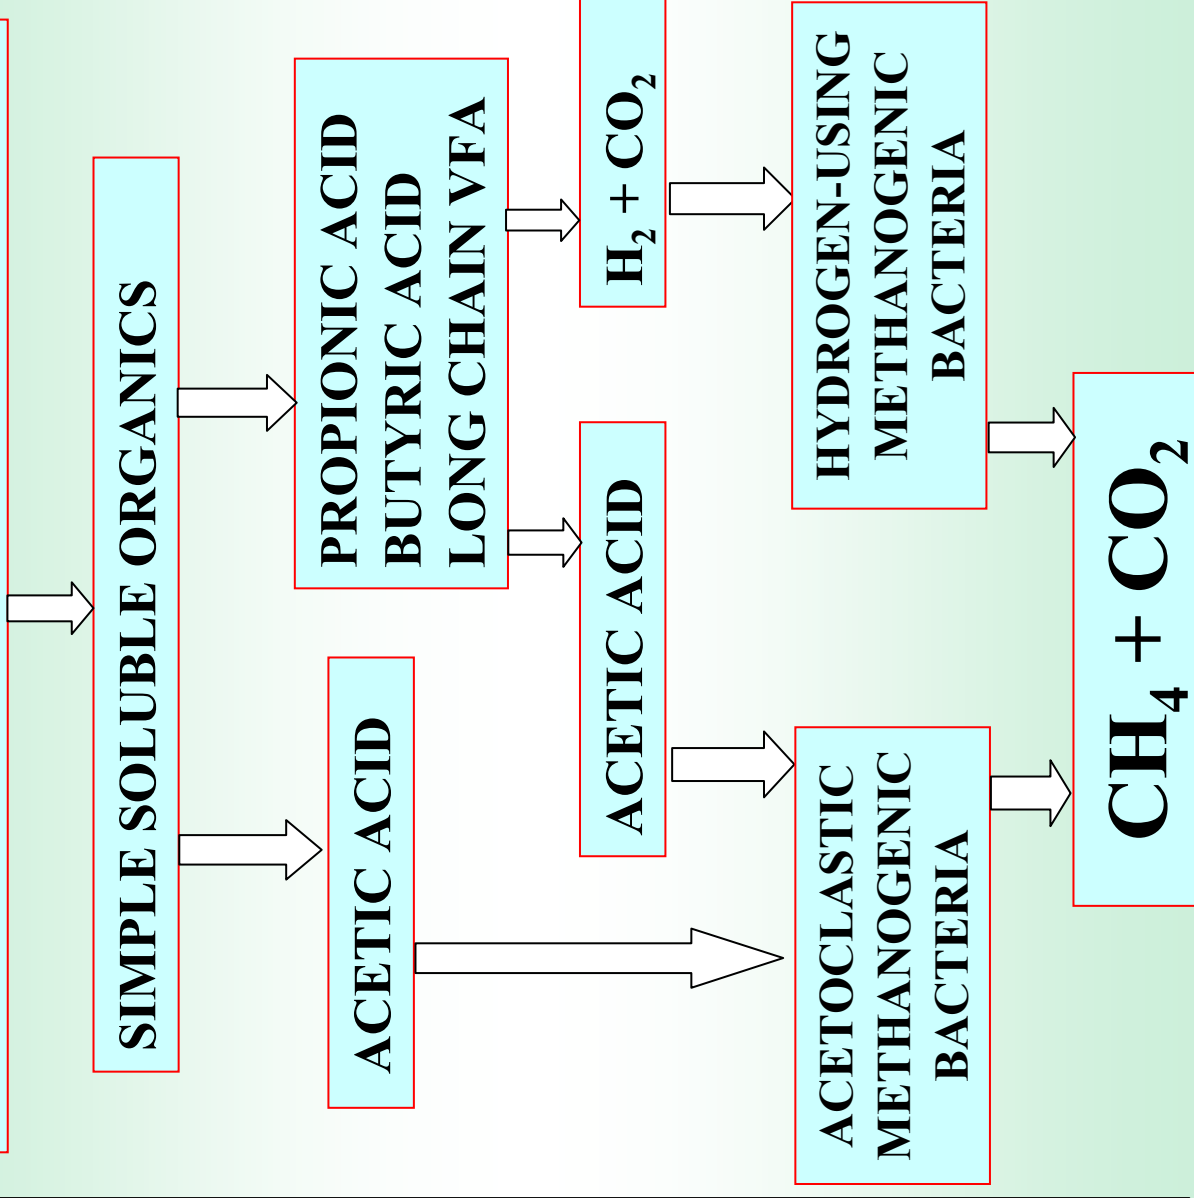 SIMPLE SOLUBLE ORGANICS
ACETIC ACID
PROPIONIC ACID
BUTYRIC ACID
LONG CHAIN VFA
ACETIC ACID
H₂ + CO₂
ACETOCLASTIC
METHANOGENIC
BACTERIA
HYDROGEN-USING
METHANOGENIC
BACTERIA
CH₄ + CO₂